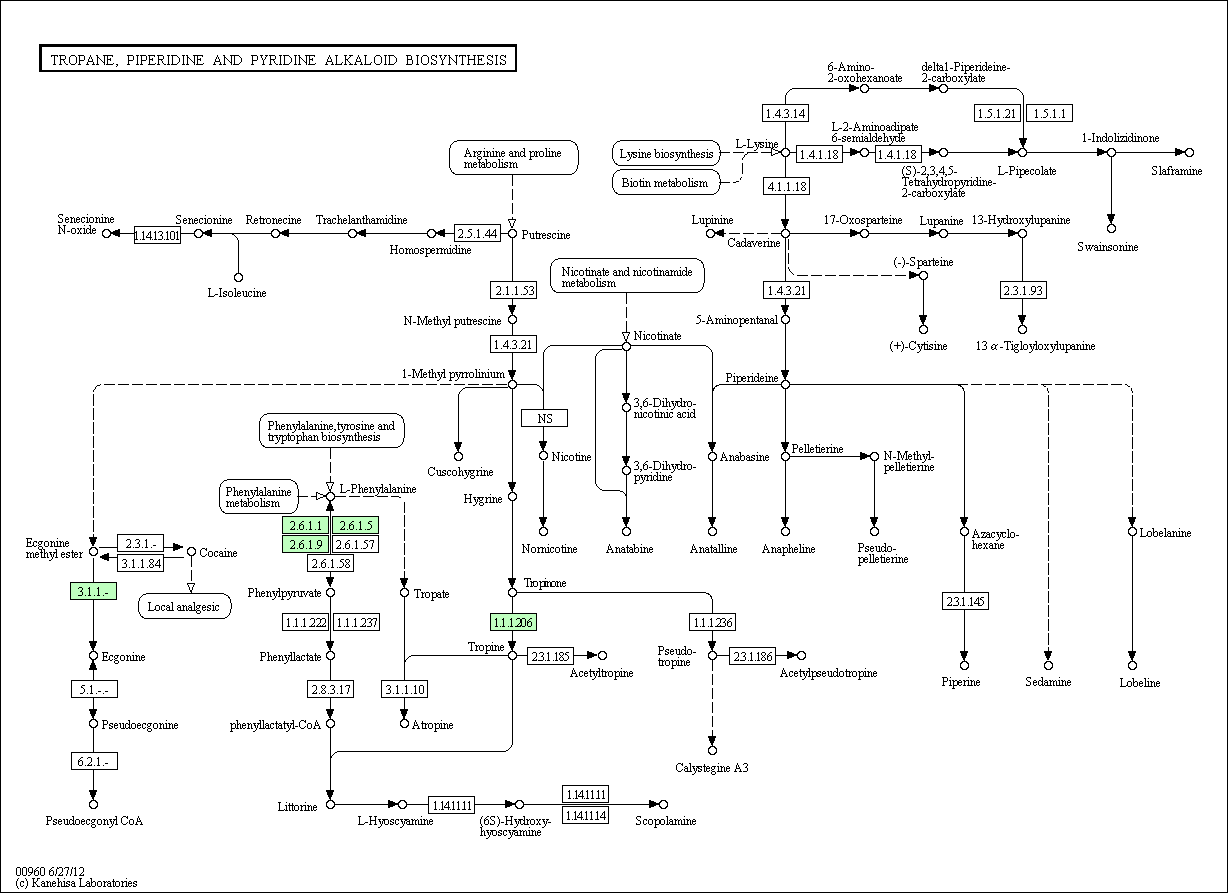 TROPANE, PIPERIDINE AND PYRIDINE ALKALOID BIOSYNTHESIS
6-Amino-
2-oxohexanoate
delta1-Piperideine-
2-carboxylate
1.4.3.14
1.5.1.21
1.5.1.1
L-2-Aminoadipate
6-semialdehyde
1-Indolizidinone
Arginine and proline
metabolism
Lysine biosynthesis
L-Lysine
1.4.1.18
1.4.1.18
L-Pipecolate
Slaframine
Biotin metabolism
4.1.1.18
(S)-2,3,4,5-
Tetrahydropyridine-
2-carboxylate
Senecionine
N-oxide
1.14.13.101
Senecionine
Retronecine
Trachelanthamidine
Homospermidine
2.5.1.44
Putrescine
Lupinine
Cadaverine
17-Oxosparteine
Lupanine
13-Hydroxylupanine
Swainsonine
L-Isoleucine
Nicotinate and nicotinamide
metabolism
(-)-Sparteine
2.1.1.53
1.4.3.21
2.3.1.93
N-Methyl putrescine
5-Aminopentanal
(+)-Cytisine
13 α-Tigloyloxylupanine
1.4.3.21
Nicotinate
1-Methyl pyrrolinium
Piperideine
NS
3,6-Dihydro-
nicotinic acid
Phenylalanine,tyrosine and
tryptophan biosynthesis
Cuscohygrine
Nicotine
3,6-Dihydro-
pyridine
Anabasine
Pelletierine
N-Methyl-
pelletierine
Phenylalanine
metabolism
L-Phenylalanine
Hygrine
2.6.1.1
2.6.1.5
2.6.1.9
2.6.1.57
2.6.1.58
Nornicotine
Anatabine
Anatalline
Anapheline
Pseudo-
pelletierine
Azacyclo-
hexane
Lobelanine
Ecgonine
methyl ester
2.3.1.-
3.1.1.84
Cocaine
3.1.1.-
Local analgesic
Phenylpyruvate
Tropate
Tropinone
2.3.1.145
1.1.1.222
1.1.1.237
1.1.1.206
1.1.1.236
Ecgonine
Phenyllactate
Tropine
2.3.1.185
Acetyltropine
Pseudo-
tropine
2.3.1.186
Acetylpseudotropine
Piperine
Sedamine
Lobeline
5.1.-.-
2.8.3.17
3.1.1.10
Pseudoecgonine
phenyllactatyl-CoA
Atropine
6.2.1.-
Calystegine A3
Pseudoecgonyl CoA
Littorine
L-Hyoscyamine
1.14.11.11
(6S)-Hydroxy-
hyoscyamine
1.14.11.11
1.14.11.14
Scopolamine
00960 6/27/12
(c) Kanehisa Laboratories